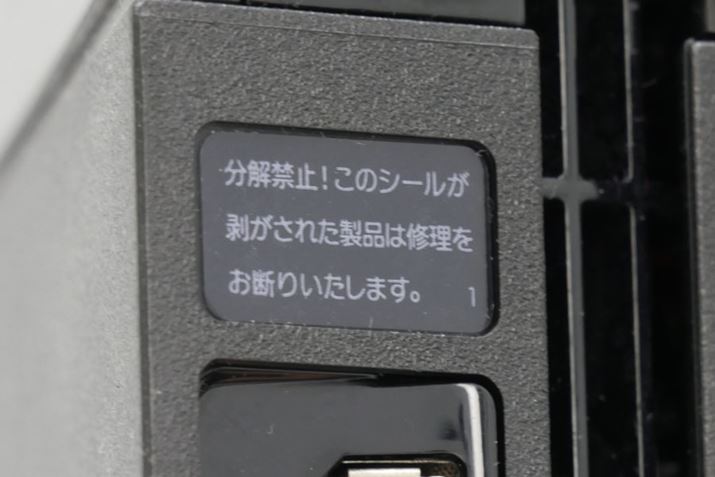 分解禁止!このシールが
剥がされた製品は修理を
お断りいたします。 1